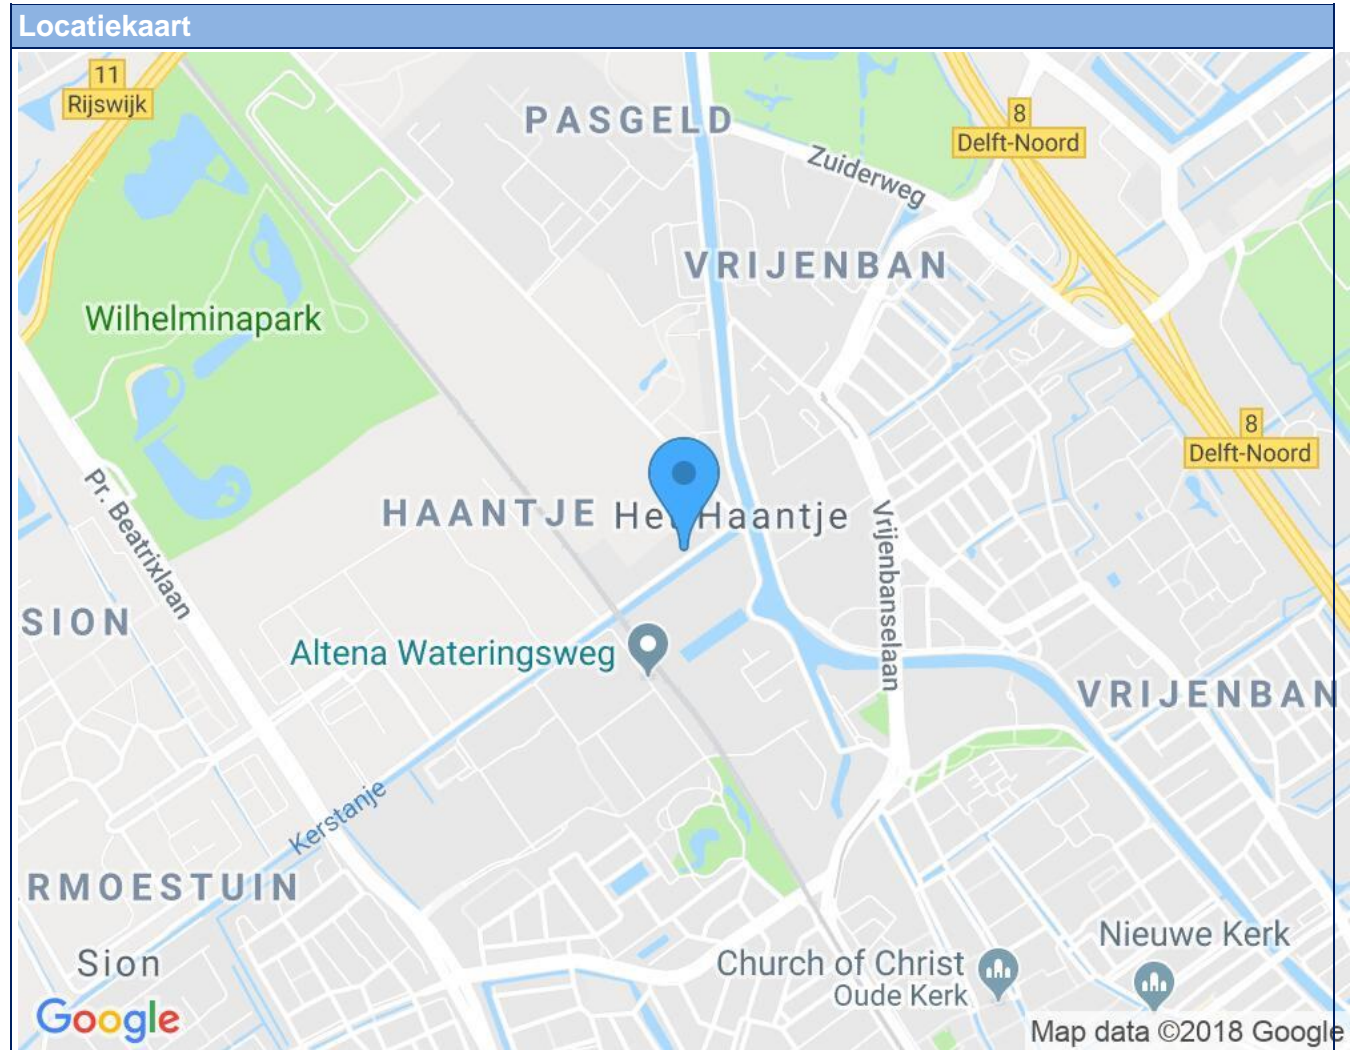 Locatiekaart
11
Rijswijk
PASGELD
8
Delft-Noord
Zuiderweg
VRIJENBAN
Wilhelminapark
8
Delft-Noord
Pr. Beatrixlaan
HAANTJE
Het Haantje
Vrijenbanselaan
SION
Altena Wateringsweg
VRIJENBAN
Kerstanje
RMOESTUIN
Sion
Church of Christ
Oude Kerk
Nieuwe Kerk
Google
Map data ©2018 Google